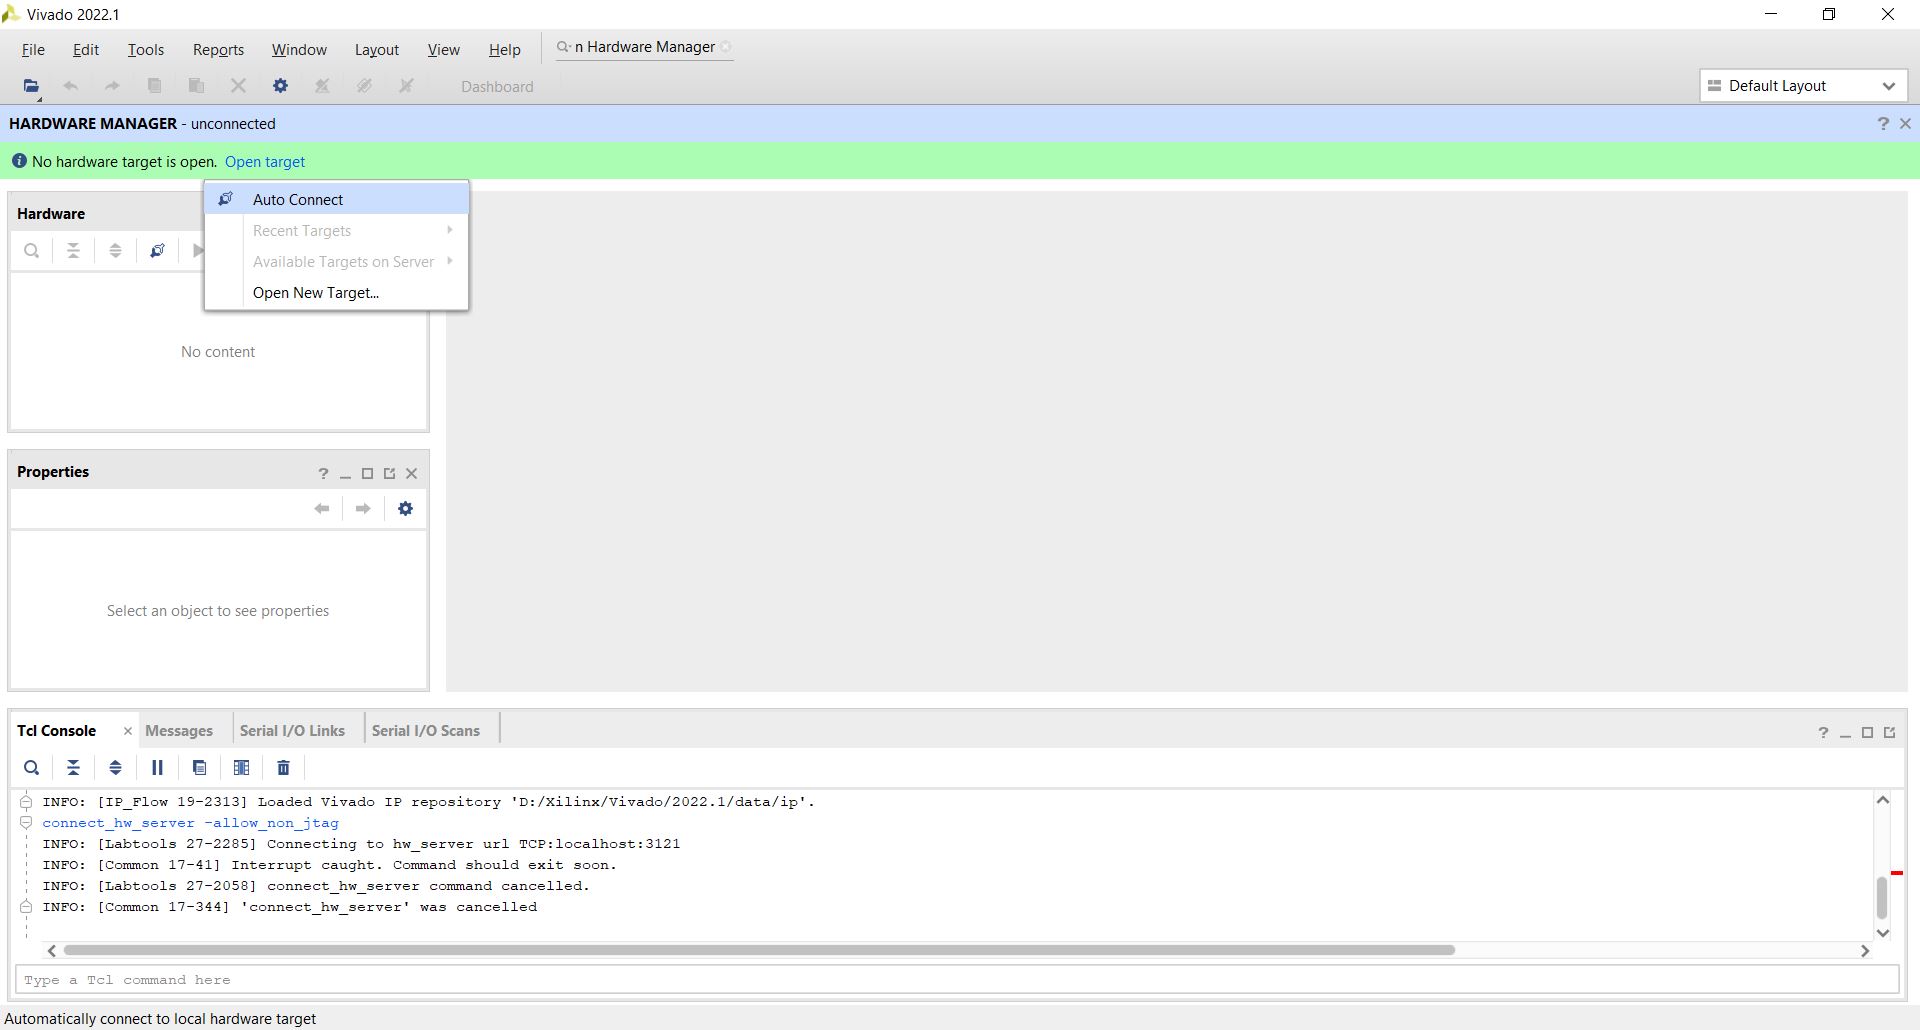 Vivado 2022.1
File Edit Tools Reports Window Layout View Help n Hardware Manager
Dashboard Default Layout
HARDWARE MANAGER - unconnected
No hardware target is open. Open target
Auto Connect
Recent Targets
Available Targets on Server
Open New Target...
Hardware
No content
Properties
Select an object to see properties
Tcl Console Messages Serial I/O Links Serial I/O Scans
INFO: [IP_Flow 19-2313] Loaded Vivado IP repository 'D:/Xilinx/Vivado/2022.1/data/ip'.
connect_hw_server -allow_non_jtag
INFO: [Labtools 27-2285] Connecting to hw_server url TCP:localhost:3121
INFO: [Common 17-41] Interrupt caught. Command should exit soon.
INFO: [Labtools 27-2058] connect_hw_server command cancelled.
INFO: [Common 17-344] 'connect_hw_server' was cancelled
Type a Tcl command here
Automatically connect to local hardware target